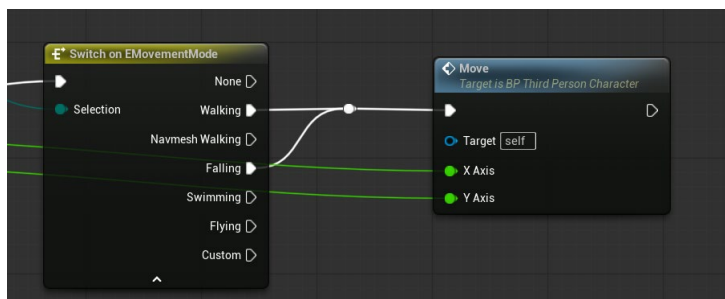 Switch on EMovementMode
None
Selection
Walking
Navmesh Walking
Falling
Swimming
Flying
Custom
Move
Target is BP Third Person Character
Target self
X Axis
Y Axis